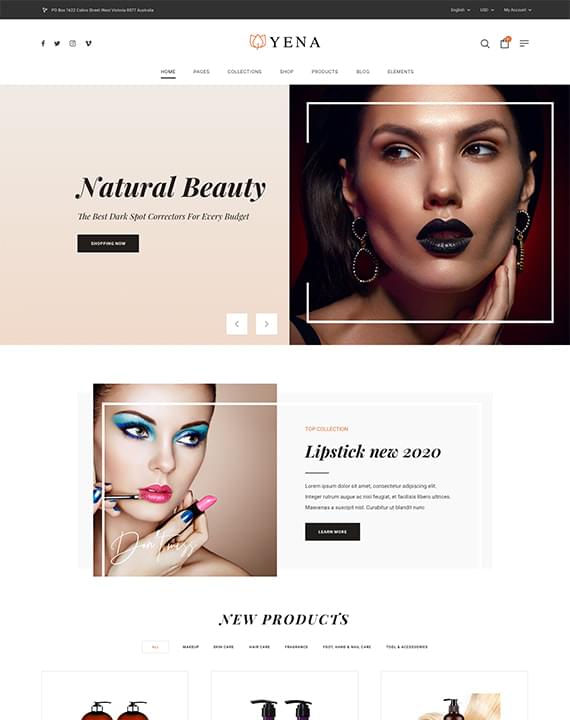 PO Box 1622 Colins Street West Victoria 8077 Australia
English
USD
My Account
YENA
HOME
PAGES
COLLECTIONS
SHOP
PRODUCTS
BLOG
ELEMENTS
Natural Beauty
The Best Dark Spot Correctors For Every Budget
SHOPPING NOW
TOP COLLECTION
Lipstick new 2020
Lorem ipsum dolor sit amet, consectetur adipiscing elit.
Integer rutrum augue ac nisi feugiat, et facilisis libero ultrices.
Maecenas a suscipit nisl. Curabitur ut blandit nunc
LEARN MORE
Don't miss
NEW PRODUCTS
ALL
MAKEUP
SKIN CARE
HAIR CARE
FRAGRANCE
FOOT, HAND & NAIL CARE
TOOL & ACCESSORIES